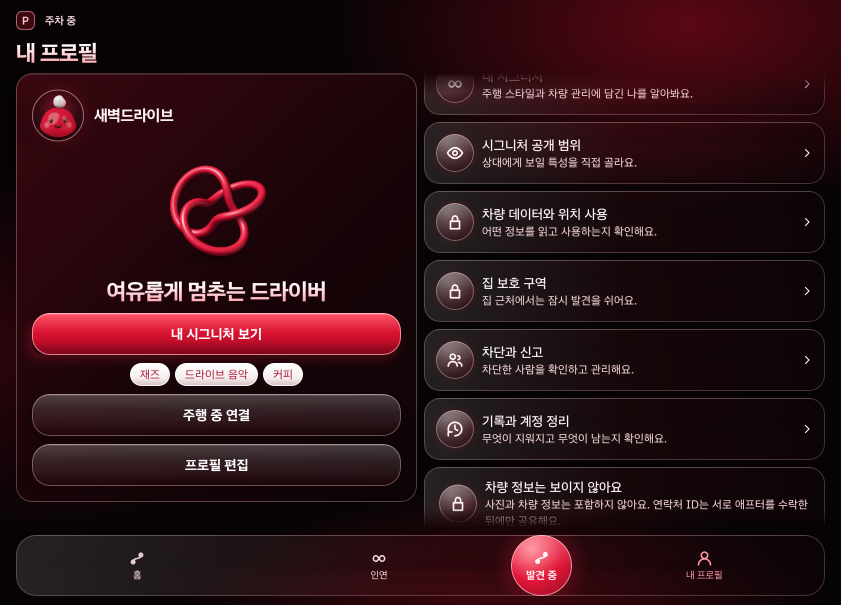 P 주차 중
내 프로필
새벽드라이브
여유롭게 멈추는 드라이버
내 시그니처 보기
재즈 드라이브 음악 커피
주행 중 연결
프로필 편집
내 시그니처
주행 스타일과 차량 관리에 담긴 나를 알아봐요.
시그니처 공개 범위
상대에게 보일 특성을 직접 골라요.
차량 데이터와 위치 사용
어떤 정보를 읽고 사용하는지 확인해요.
집 보호 구역
집 근처에서는 잠시 발견을 쉬어요.
차단과 신고
차단한 사람을 확인하고 관리해요.
기록과 계정 정리
무엇이 지워지고 무엇이 남는지 확인해요.
차량 정보는 보이지 않아요
사진과 차량 정보는 포함하지 않아요. 연락처 ID는 서로 애프터를 수락한
뒤에만 공유해요.
홈 인연 발견 중 내 프로필